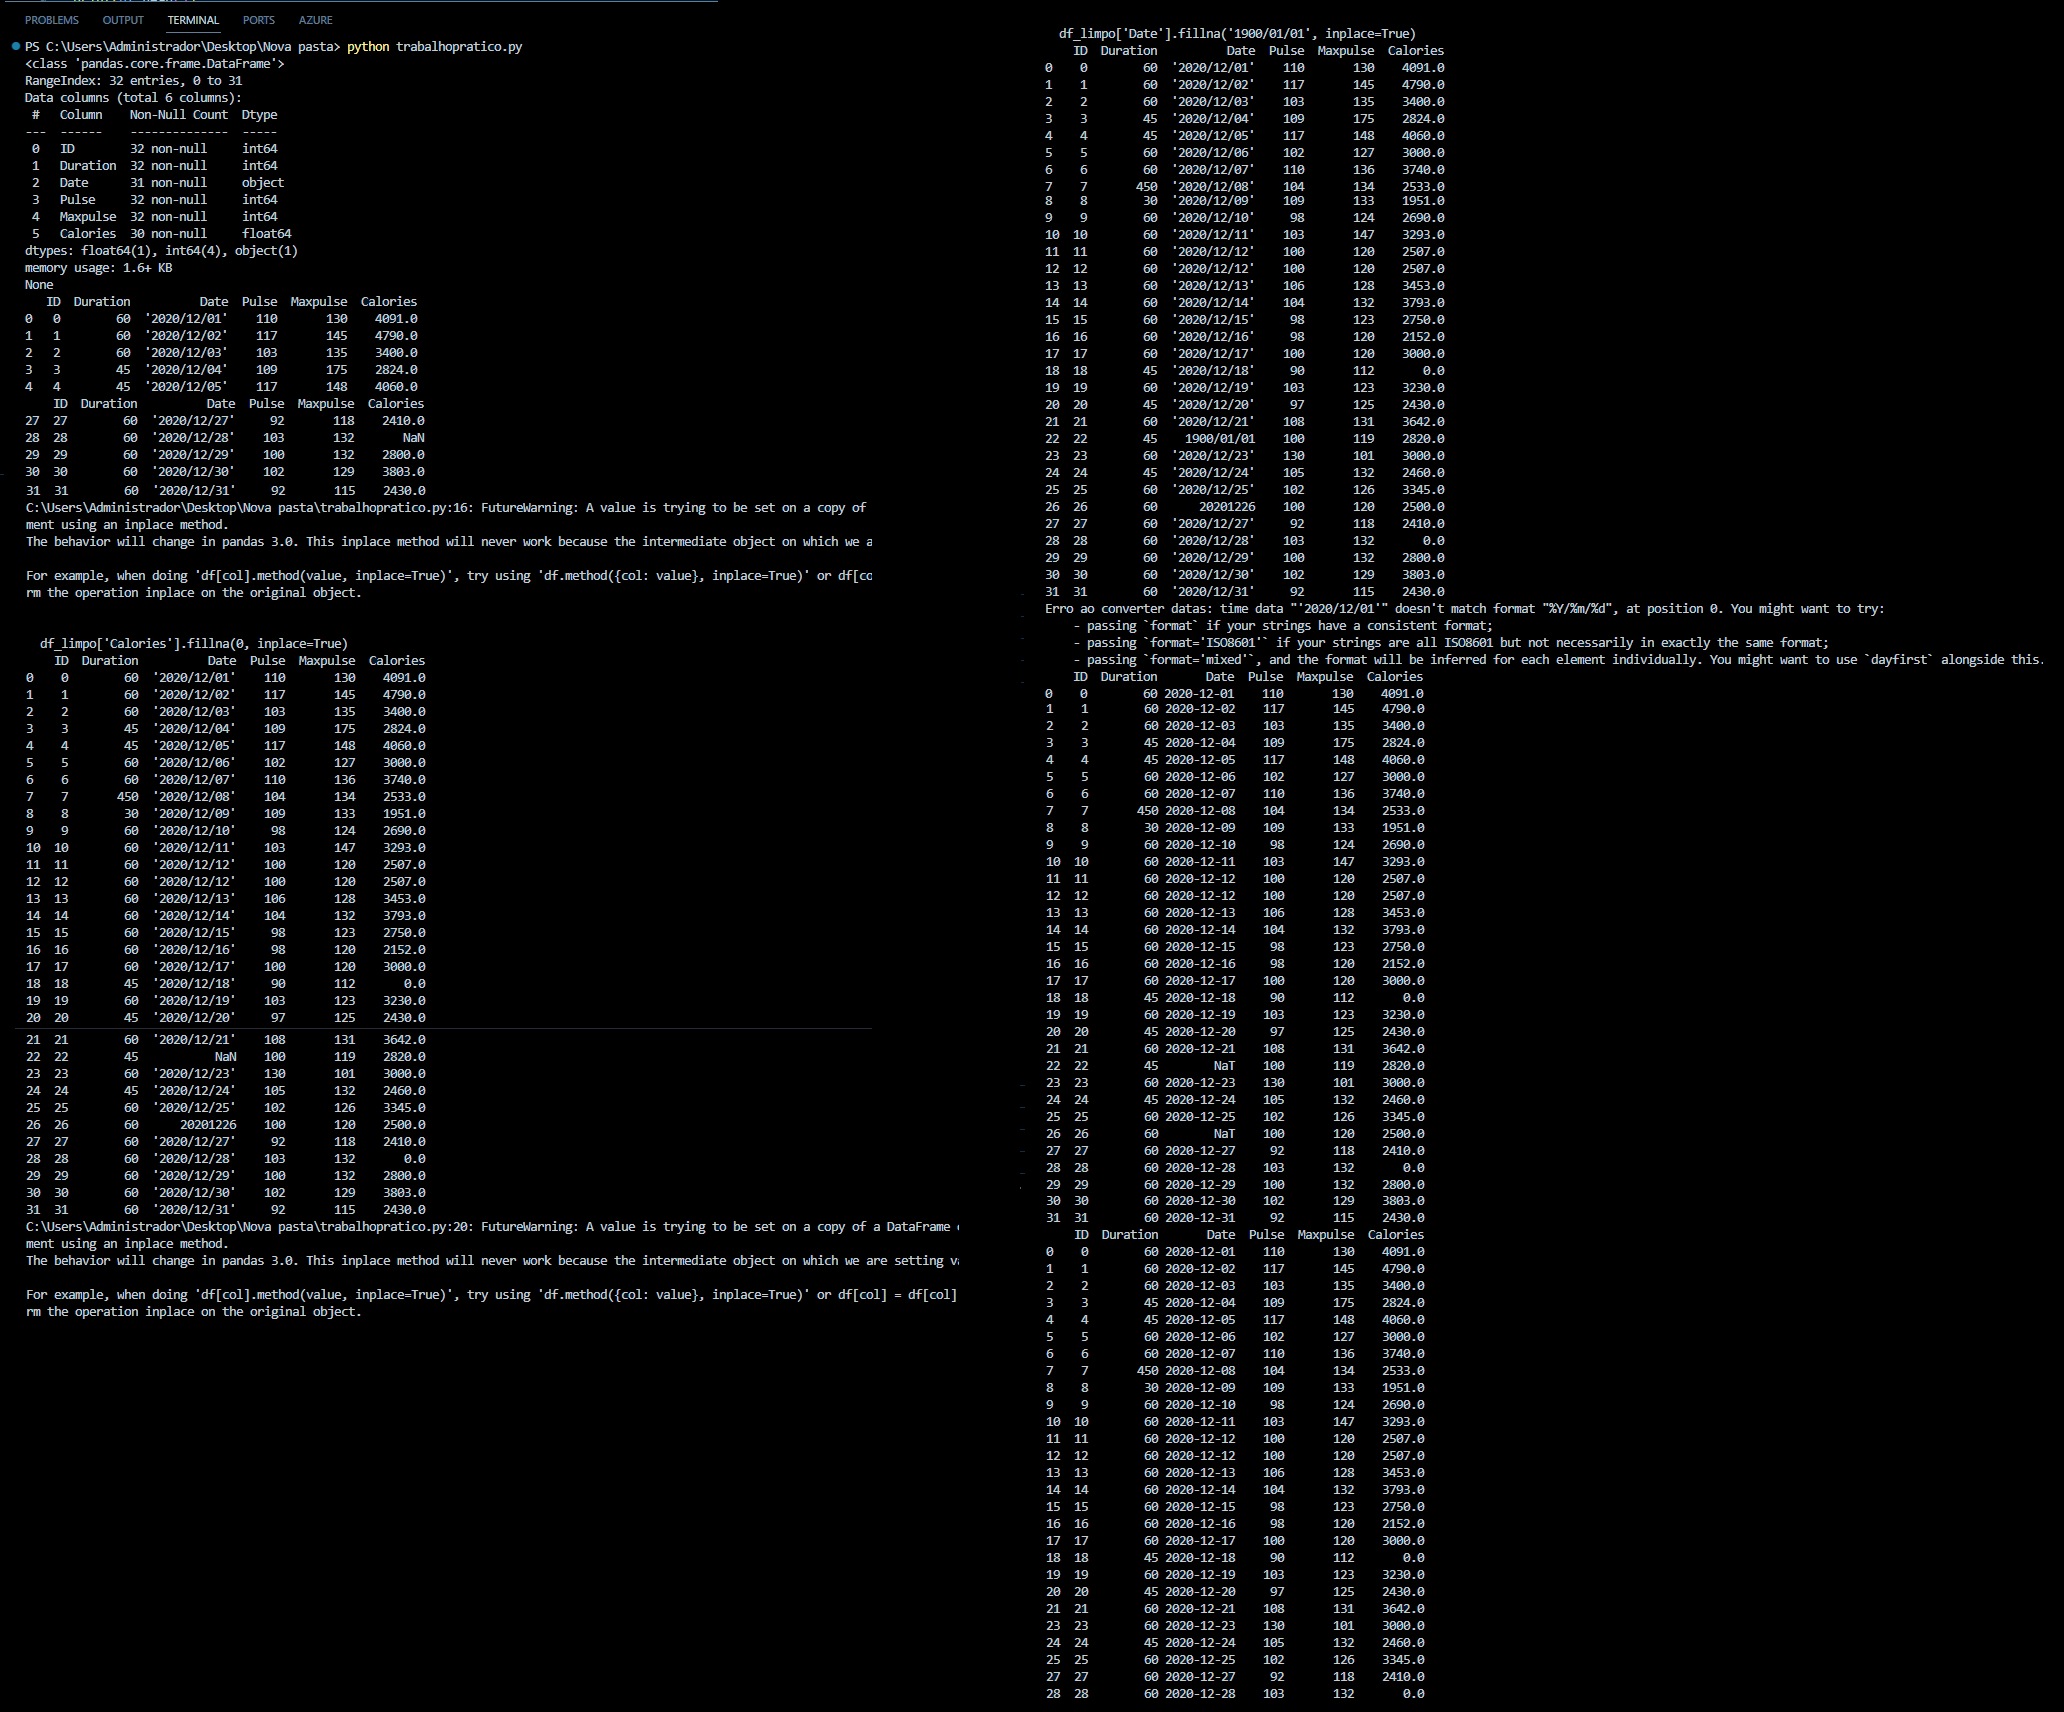 PROBLEMS OUTPUT TERMINAL PORTS AZURE
PS C:\Users\Administrador\Desktop\Nova pasta> python trabalhopratico.py
<class 'pandas.core.frame.DataFrame'>
RangeIndex: 32 entries, 0 to 31
Data columns (total 6 columns):
 #   Column    Non-Null Count  Dtype
---  ------    --------------  -----
 0   ID        32 non-null     int64
 1   Duration  32 non-null     int64
 2   Date      31 non-null     object
 3   Pulse     32 non-null     int64
 4   Maxpulse  32 non-null     int64
 5   Calories  30 non-null     float64
dtypes: float64(1), int64(4), object(1)
memory usage: 1.6+ KB
None
ID Duration Date Pulse Maxpulse Calories
0 0 60 '2020/12/01' 110 130 4091.0
1 1 60 '2020/12/02' 117 145 4790.0
2 2 60 '2020/12/03' 103 135 3400.0
3 3 45 '2020/12/04' 109 175 2824.0
4 4 45 '2020/12/05' 117 148 4060.0
ID Duration Date Pulse Maxpulse Calories
27 27 60 '2020/12/27' 92 118 2410.0
28 28 60 '2020/12/28' 103 132 NaN
29 29 60 '2020/12/29' 100 132 2800.0
30 30 60 '2020/12/30' 102 129 3803.0
31 31 60 '2020/12/31' 92 115 2430.0
C:\Users\Administrador\Desktop\Nova pasta\trabalhopratico.py:16: FutureWarning: A value is trying to be set on a copy of
ment using an inplace method.
The behavior will change in pandas 3.0. This inplace method will never work because the intermediate object on which we a
For example, when doing 'df[col].method(value, inplace=True)', try using 'df.method({col: value}, inplace=True)' or df[co
rm the operation inplace on the original object.
df_limpo['Calories'].fillna(0, inplace=True)
ID Duration Date Pulse Maxpulse Calories
0 0 60 '2020/12/01' 110 130 4091.0
1 1 60 '2020/12/02' 117 145 4790.0
2 2 60 '2020/12/03' 103 135 3400.0
3 3 45 '2020/12/04' 109 175 2824.0
4 4 45 '2020/12/05' 117 148 4060.0
5 5 60 '2020/12/06' 102 127 3000.0
6 6 60 '2020/12/07' 110 136 3740.0
7 7 450 '2020/12/08' 104 134 2533.0
8 8 30 '2020/12/09' 109 133 1951.0
9 9 60 '2020/12/10' 98 124 2690.0
10 10 60 '2020/12/11' 103 147 3293.0
11 11 60 '2020/12/12' 100 120 2507.0
12 12 60 '2020/12/12' 100 120 2507.0
13 13 60 '2020/12/13' 106 128 3453.0
14 14 60 '2020/12/14' 104 132 3793.0
15 15 60 '2020/12/15' 98 123 2750.0
16 16 60 '2020/12/16' 98 120 2152.0
17 17 60 '2020/12/17' 100 120 3000.0
18 18 45 '2020/12/18' 90 112 0.0
19 19 60 '2020/12/19' 103 123 3230.0
20 20 45 '2020/12/20' 97 125 2430.0
21 21 60 '2020/12/21' 108 131 3642.0
22 22 45 NaN 100 119 2820.0
23 23 60 '2020/12/23' 130 101 3000.0
24 24 45 '2020/12/24' 105 132 2460.0
25 25 60 '2020/12/25' 102 126 3345.0
26 26 60 20201226 100 120 2500.0
27 27 60 '2020/12/27' 92 118 2410.0
28 28 60 '2020/12/28' 103 132 0.0
29 29 60 '2020/12/29' 100 132 2800.0
30 30 60 '2020/12/30' 102 129 3803.0
31 31 60 '2020/12/31' 92 115 2430.0
C:\Users\Administrador\Desktop\Nova pasta\trabalhopratico.py:20: FutureWarning: A value is trying to be set on a copy of a DataFrame
ment using an inplace method.
The behavior will change in pandas 3.0. This inplace method will never work because the intermediate object on which we are setting v
For example, when doing 'df[col].method(value, inplace=True)', try using 'df.method({col: value}, inplace=True)' or df[col] = df[col]
rm the operation inplace on the original object.
df_limpo['Date'].fillna('1900/01/01', inplace=True)
ID Duration Date Pulse Maxpulse Calories
0 0 60 '2020/12/01' 110 130 4091.0
1 1 60 '2020/12/02' 117 145 4790.0
2 2 60 '2020/12/03' 103 135 3400.0
3 3 45 '2020/12/04' 109 175 2824.0
4 4 45 '2020/12/05' 117 148 4060.0
5 5 60 '2020/12/06' 102 127 3000.0
6 6 60 '2020/12/07' 110 136 3740.0
7 7 450 '2020/12/08' 104 134 2533.0
8 8 30 '2020/12/09' 109 133 1951.0
9 9 60 '2020/12/10' 98 124 2690.0
10 10 60 '2020/12/11' 103 147 3293.0
11 11 60 '2020/12/12' 100 120 2507.0
12 12 60 '2020/12/12' 100 120 2507.0
13 13 60 '2020/12/13' 106 128 3453.0
14 14 60 '2020/12/14' 104 132 3793.0
15 15 60 '2020/12/15' 98 123 2750.0
16 16 60 '2020/12/16' 98 120 2152.0
17 17 60 '2020/12/17' 100 120 3000.0
18 18 45 '2020/12/18' 90 112 0.0
19 19 60 '2020/12/19' 103 123 3230.0
20 20 45 '2020/12/20' 97 125 2430.0
21 21 60 '2020/12/21' 108 131 3642.0
22 22 45 1900/01/01 100 119 2820.0
23 23 60 '2020/12/23' 130 101 3000.0
24 24 45 '2020/12/24' 105 132 2460.0
25 25 60 '2020/12/25' 102 126 3345.0
26 26 60 20201226 100 120 2500.0
27 27 60 '2020/12/27' 92 118 2410.0
28 28 60 '2020/12/28' 103 132 0.0
29 29 60 '2020/12/29' 100 132 2800.0
30 30 60 '2020/12/30' 102 129 3803.0
31 31 60 '2020/12/31' 92 115 2430.0
Erro ao converter datas: time data "'2020/12/01'" doesn't match format "%Y/%m/%d", at position 0. You might want to try:
- passing `format` if your strings have a consistent format;
- passing `format='ISO8601'` if your strings are all ISO8601 but not necessarily in exactly the same format;
- passing `format='mixed'`, and the format will be inferred for each element individually. You might want to use `dayfirst` alongside this.
ID Duration Date Pulse Maxpulse Calories
0 0 60 2020-12-01 110 130 4091.0
1 1 60 2020-12-02 117 145 4790.0
2 2 60 2020-12-03 103 135 3400.0
3 3 45 2020-12-04 109 175 2824.0
4 4 45 2020-12-05 117 148 4060.0
5 5 60 2020-12-06 102 127 3000.0
6 6 60 2020-12-07 110 136 3740.0
7 7 450 2020-12-08 104 134 2533.0
8 8 30 2020-12-09 109 133 1951.0
9 9 60 2020-12-10 98 124 2690.0
10 10 60 2020-12-11 103 147 3293.0
11 11 60 2020-12-12 100 120 2507.0
12 12 60 2020-12-12 100 120 2507.0
13 13 60 2020-12-13 106 128 3453.0
14 14 60 2020-12-14 104 132 3793.0
15 15 60 2020-12-15 98 123 2750.0
16 16 60 2020-12-16 98 120 2152.0
17 17 60 2020-12-17 100 120 3000.0
18 18 45 2020-12-18 90 112 0.0
19 19 60 2020-12-19 103 123 3230.0
20 20 45 2020-12-20 97 125 2430.0
21 21 60 2020-12-21 108 131 3642.0
22 22 45 NaT 100 119 2820.0
23 23 60 2020-12-23 130 101 3000.0
24 24 45 2020-12-24 105 132 2460.0
25 25 60 2020-12-25 102 126 3345.0
26 26 60 NaT 100 120 2500.0
27 27 60 2020-12-27 92 118 2410.0
28 28 60 2020-12-28 103 132 0.0
29 29 60 2020-12-29 100 132 2800.0
30 30 60 2020-12-30 102 129 3803.0
31 31 60 2020-12-31 92 115 2430.0
ID Duration Date Pulse Maxpulse Calories
0 0 60 2020-12-01 110 130 4091.0
1 1 60 2020-12-02 117 145 4790.0
2 2 60 2020-12-03 103 135 3400.0
3 3 45 2020-12-04 109 175 2824.0
4 4 45 2020-12-05 117 148 4060.0
5 5 60 2020-12-06 102 127 3000.0
6 6 60 2020-12-07 110 136 3740.0
7 7 450 2020-12-08 104 134 2533.0
8 8 30 2020-12-09 109 133 1951.0
9 9 60 2020-12-10 98 124 2690.0
10 10 60 2020-12-11 103 147 3293.0
11 11 60 2020-12-12 100 120 2507.0
12 12 60 2020-12-12 100 120 2507.0
13 13 60 2020-12-13 106 128 3453.0
14 14 60 2020-12-14 104 132 3793.0
15 15 60 2020-12-15 98 123 2750.0
16 16 60 2020-12-16 98 120 2152.0
17 17 60 2020-12-17 100 120 3000.0
18 18 45 2020-12-18 90 112 0.0
19 19 60 2020-12-19 103 123 3230.0
20 20 45 2020-12-20 97 125 2430.0
21 21 60 2020-12-21 108 131 3642.0
23 23 60 2020-12-23 130 101 3000.0
24 24 45 2020-12-24 105 132 2460.0
25 25 60 2020-12-25 102 126 3345.0
27 27 60 2020-12-27 92 118 2410.0
28 28 60 2020-12-28 103 132 0.0